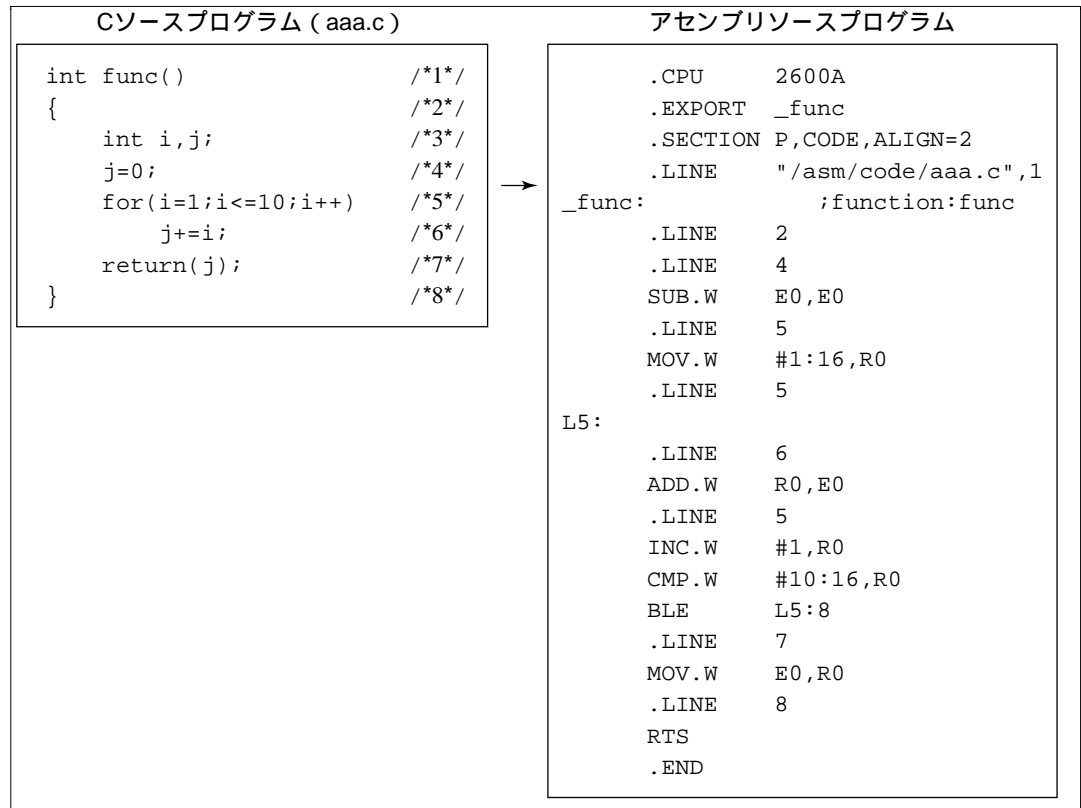 Cソースプログラム（aaa.c）
int func() /*1*/
{ /*2*/
int i,j; /*3*/
j=0; /*4*/
for(i=1;i<=10;i++) /*5*/
j+=i; /*6*/
return(j); /*7*/
} /*8*/
アセンブリソースプログラム
.CPU 2600A
.EXPORT _func
.SECTION P,CODE,ALIGN=2
.LINE "/asm/code/aaa.c",1
_func: ;function:func
.LINE 2
.LINE 4
SUB.W E0,E0
.LINE 5
MOV.W #1:16,R0
.LINE 5
L5:
.LINE 6
ADD.W R0,E0
.LINE 5
INC.W #1,R0
CMP.W #10:16,R0
BLE L5:8
.LINE 7
MOV.W E0,R0
.LINE 8
RTS
.END